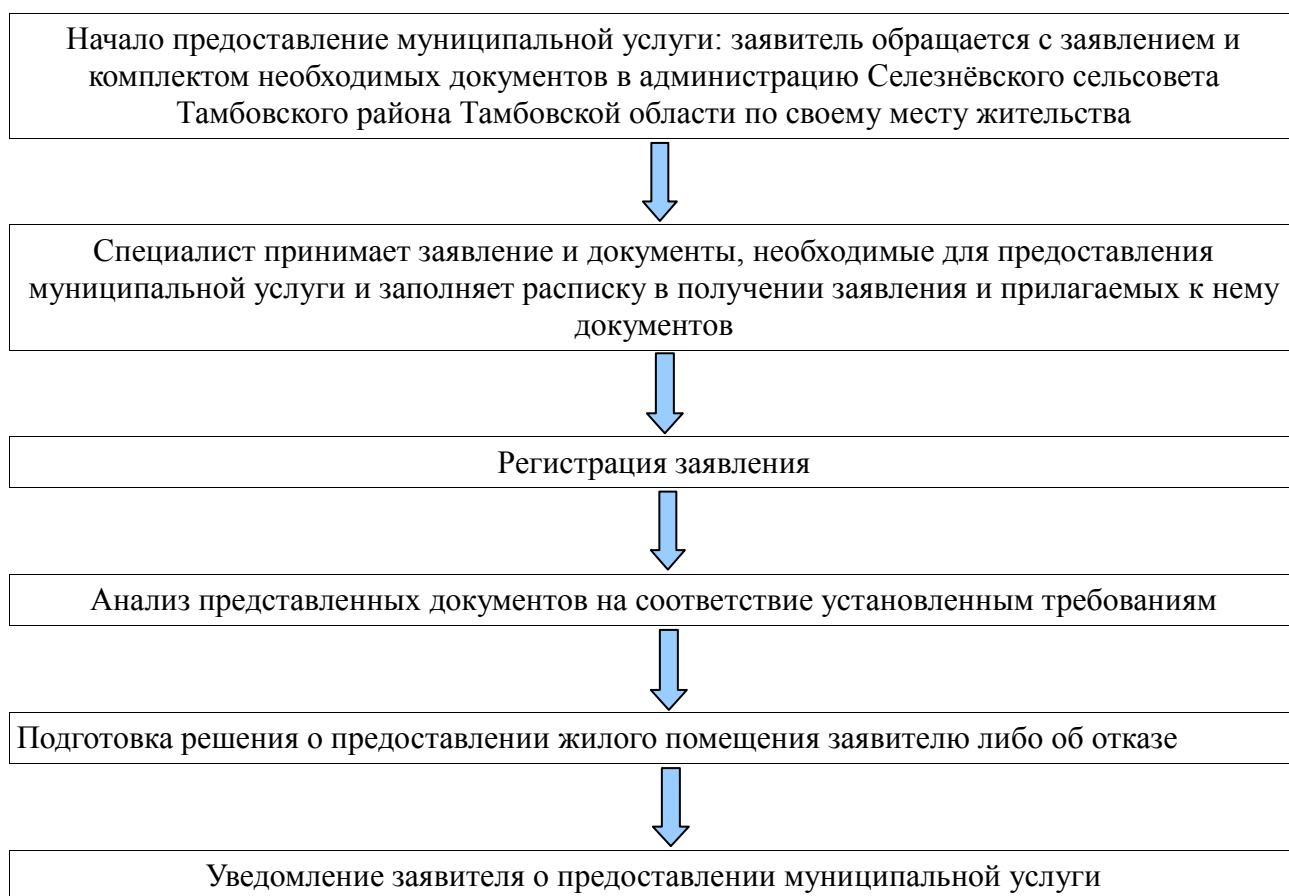 Начало предоставление муниципальной услуги: заявитель обращается с заявлением и
комплектом необходимых документов в администрацию Селезнёвского сельсовета
Тамбовского района Тамбовской области по своему месту жительства
Специалист принимает заявление и документы, необходимые для предоставления
муниципальной услуги и заполняет расписку в получении заявления и прилагаемых к нему
документов
Регистрация заявления
Анализ представленных документов на соответствие установленным требованиям
Подготовка решения о предоставлении жилого помещения заявителю либо об отказе
Уведомление заявителя о предоставлении муниципальной услуги